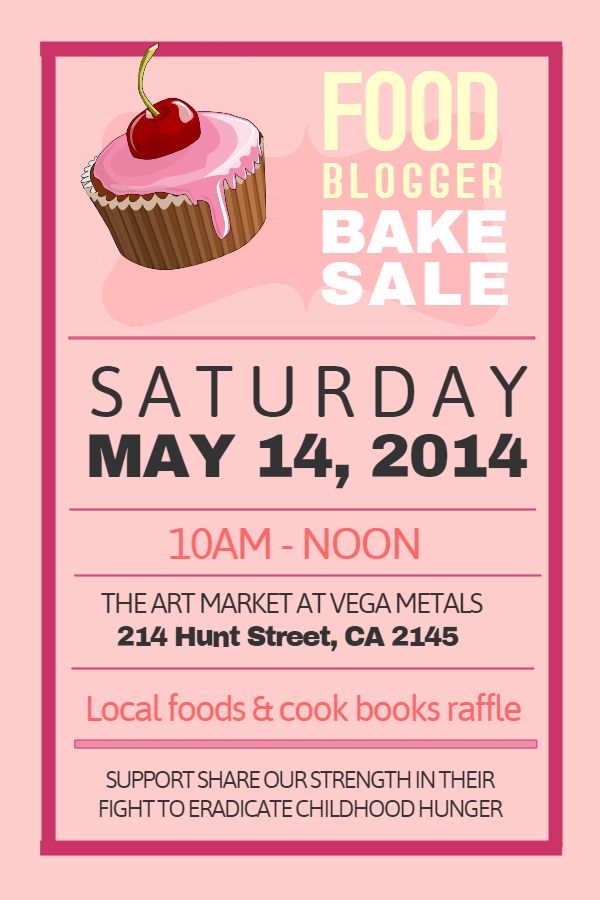 FOOD
BLOGGER
BAKE
SALE
SATURDAY
MAY 14, 2014
10AM - NOON
THE ART MARKET AT VEGA METALS
214 Hunt Street, CA 2145
Local foods & cook books raffle
SUPPORT SHARE OUR STRENGTH IN THEIR
FIGHT TO ERADICATE CHILDHOOD HUNGER